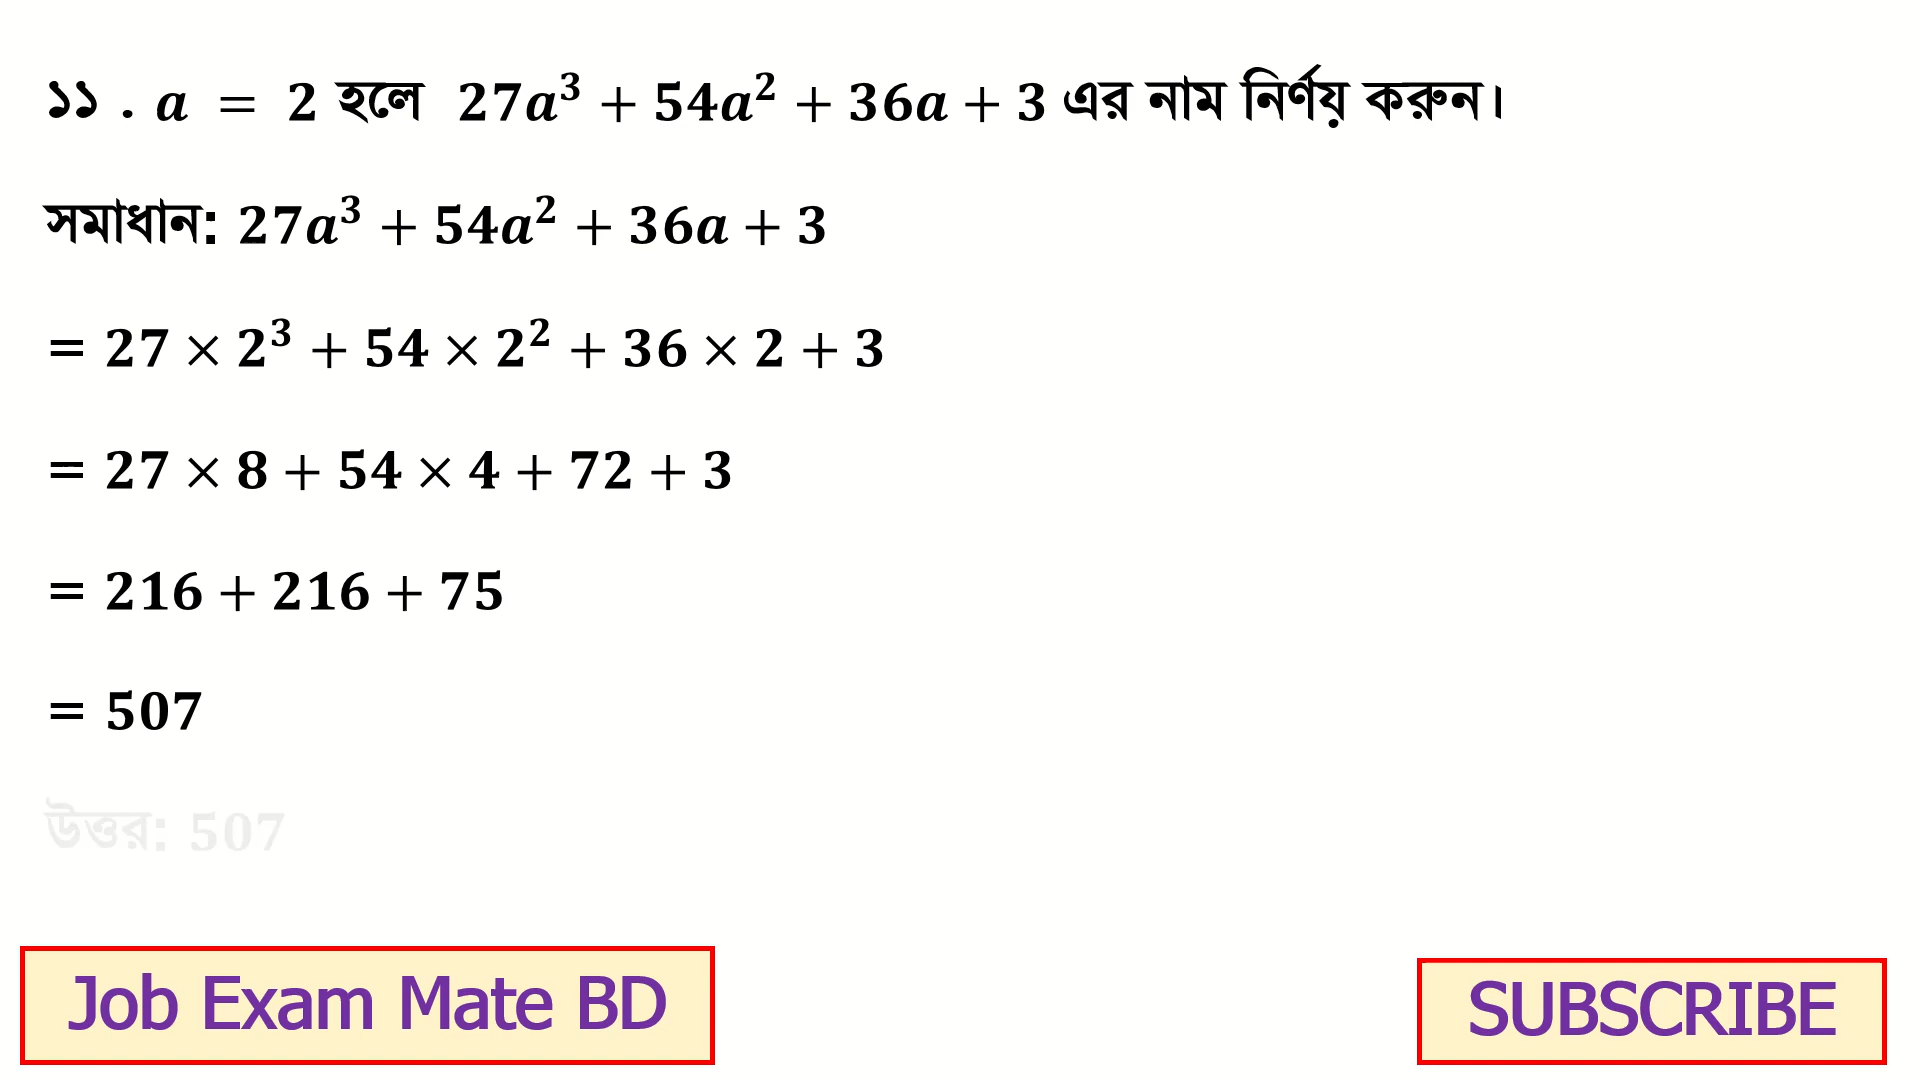 ১১ . a = 2 হলে 27a³ + 54a² + 36a + 3 এর নাম নির্ণয় করুন।
সমাধান: 27a³ + 54a² + 36a + 3
= 27 × 2³ + 54 × 2² + 36 × 2 + 3
= 27 × 8 + 54 × 4 + 72 + 3
= 216 + 216 + 75
= 507
উত্তর: 507
Job Exam Mate BD
SUBSCRIBE